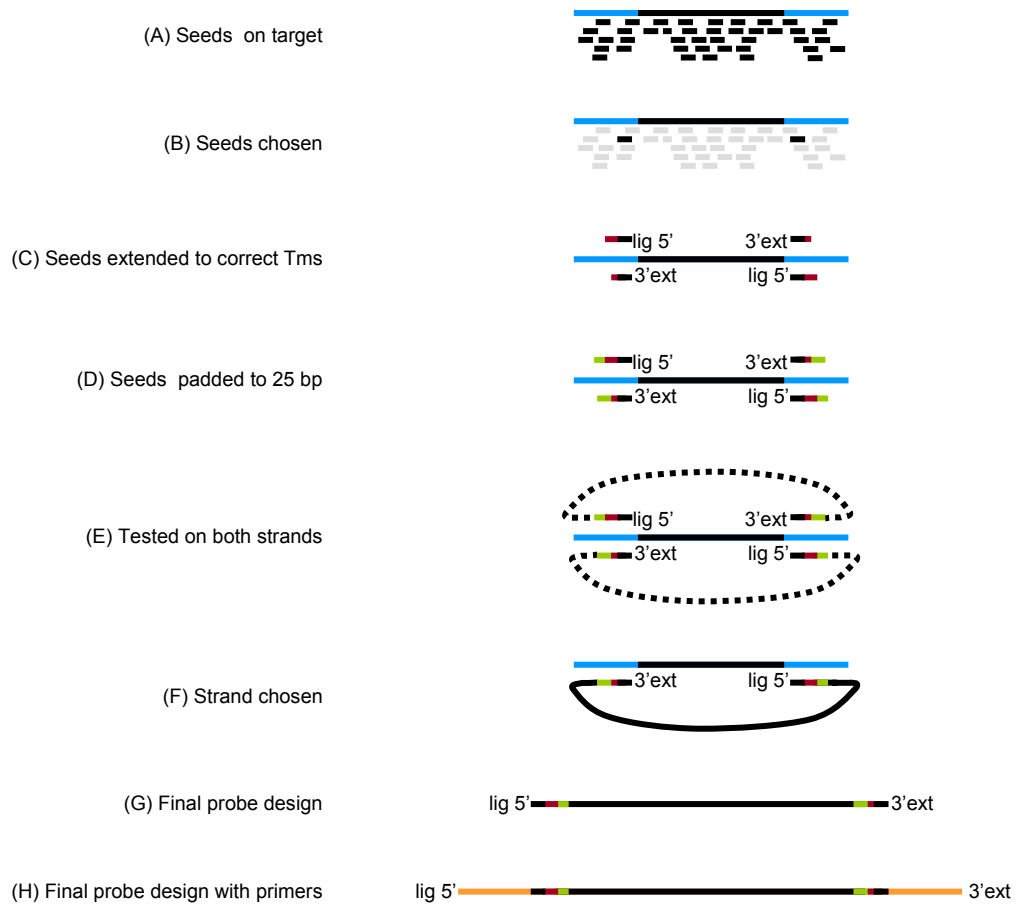 (A) Seeds  on target
(B) Seeds chosen
(C) Seeds extended to correct Tms
lig 5’ 3’ext
3’ext lig 5’
(D) Seeds  padded to 25 bp
lig 5’ 3’ext
3’ext lig 5’
(E) Tested on both strands
lig 5’ 3’ext
3’ext lig 5’
(F) Strand chosen
3’ext lig 5’
(G) Final probe design
lig 5’ 3’ext
(H) Final probe design with primers
lig 5’ 3’ext